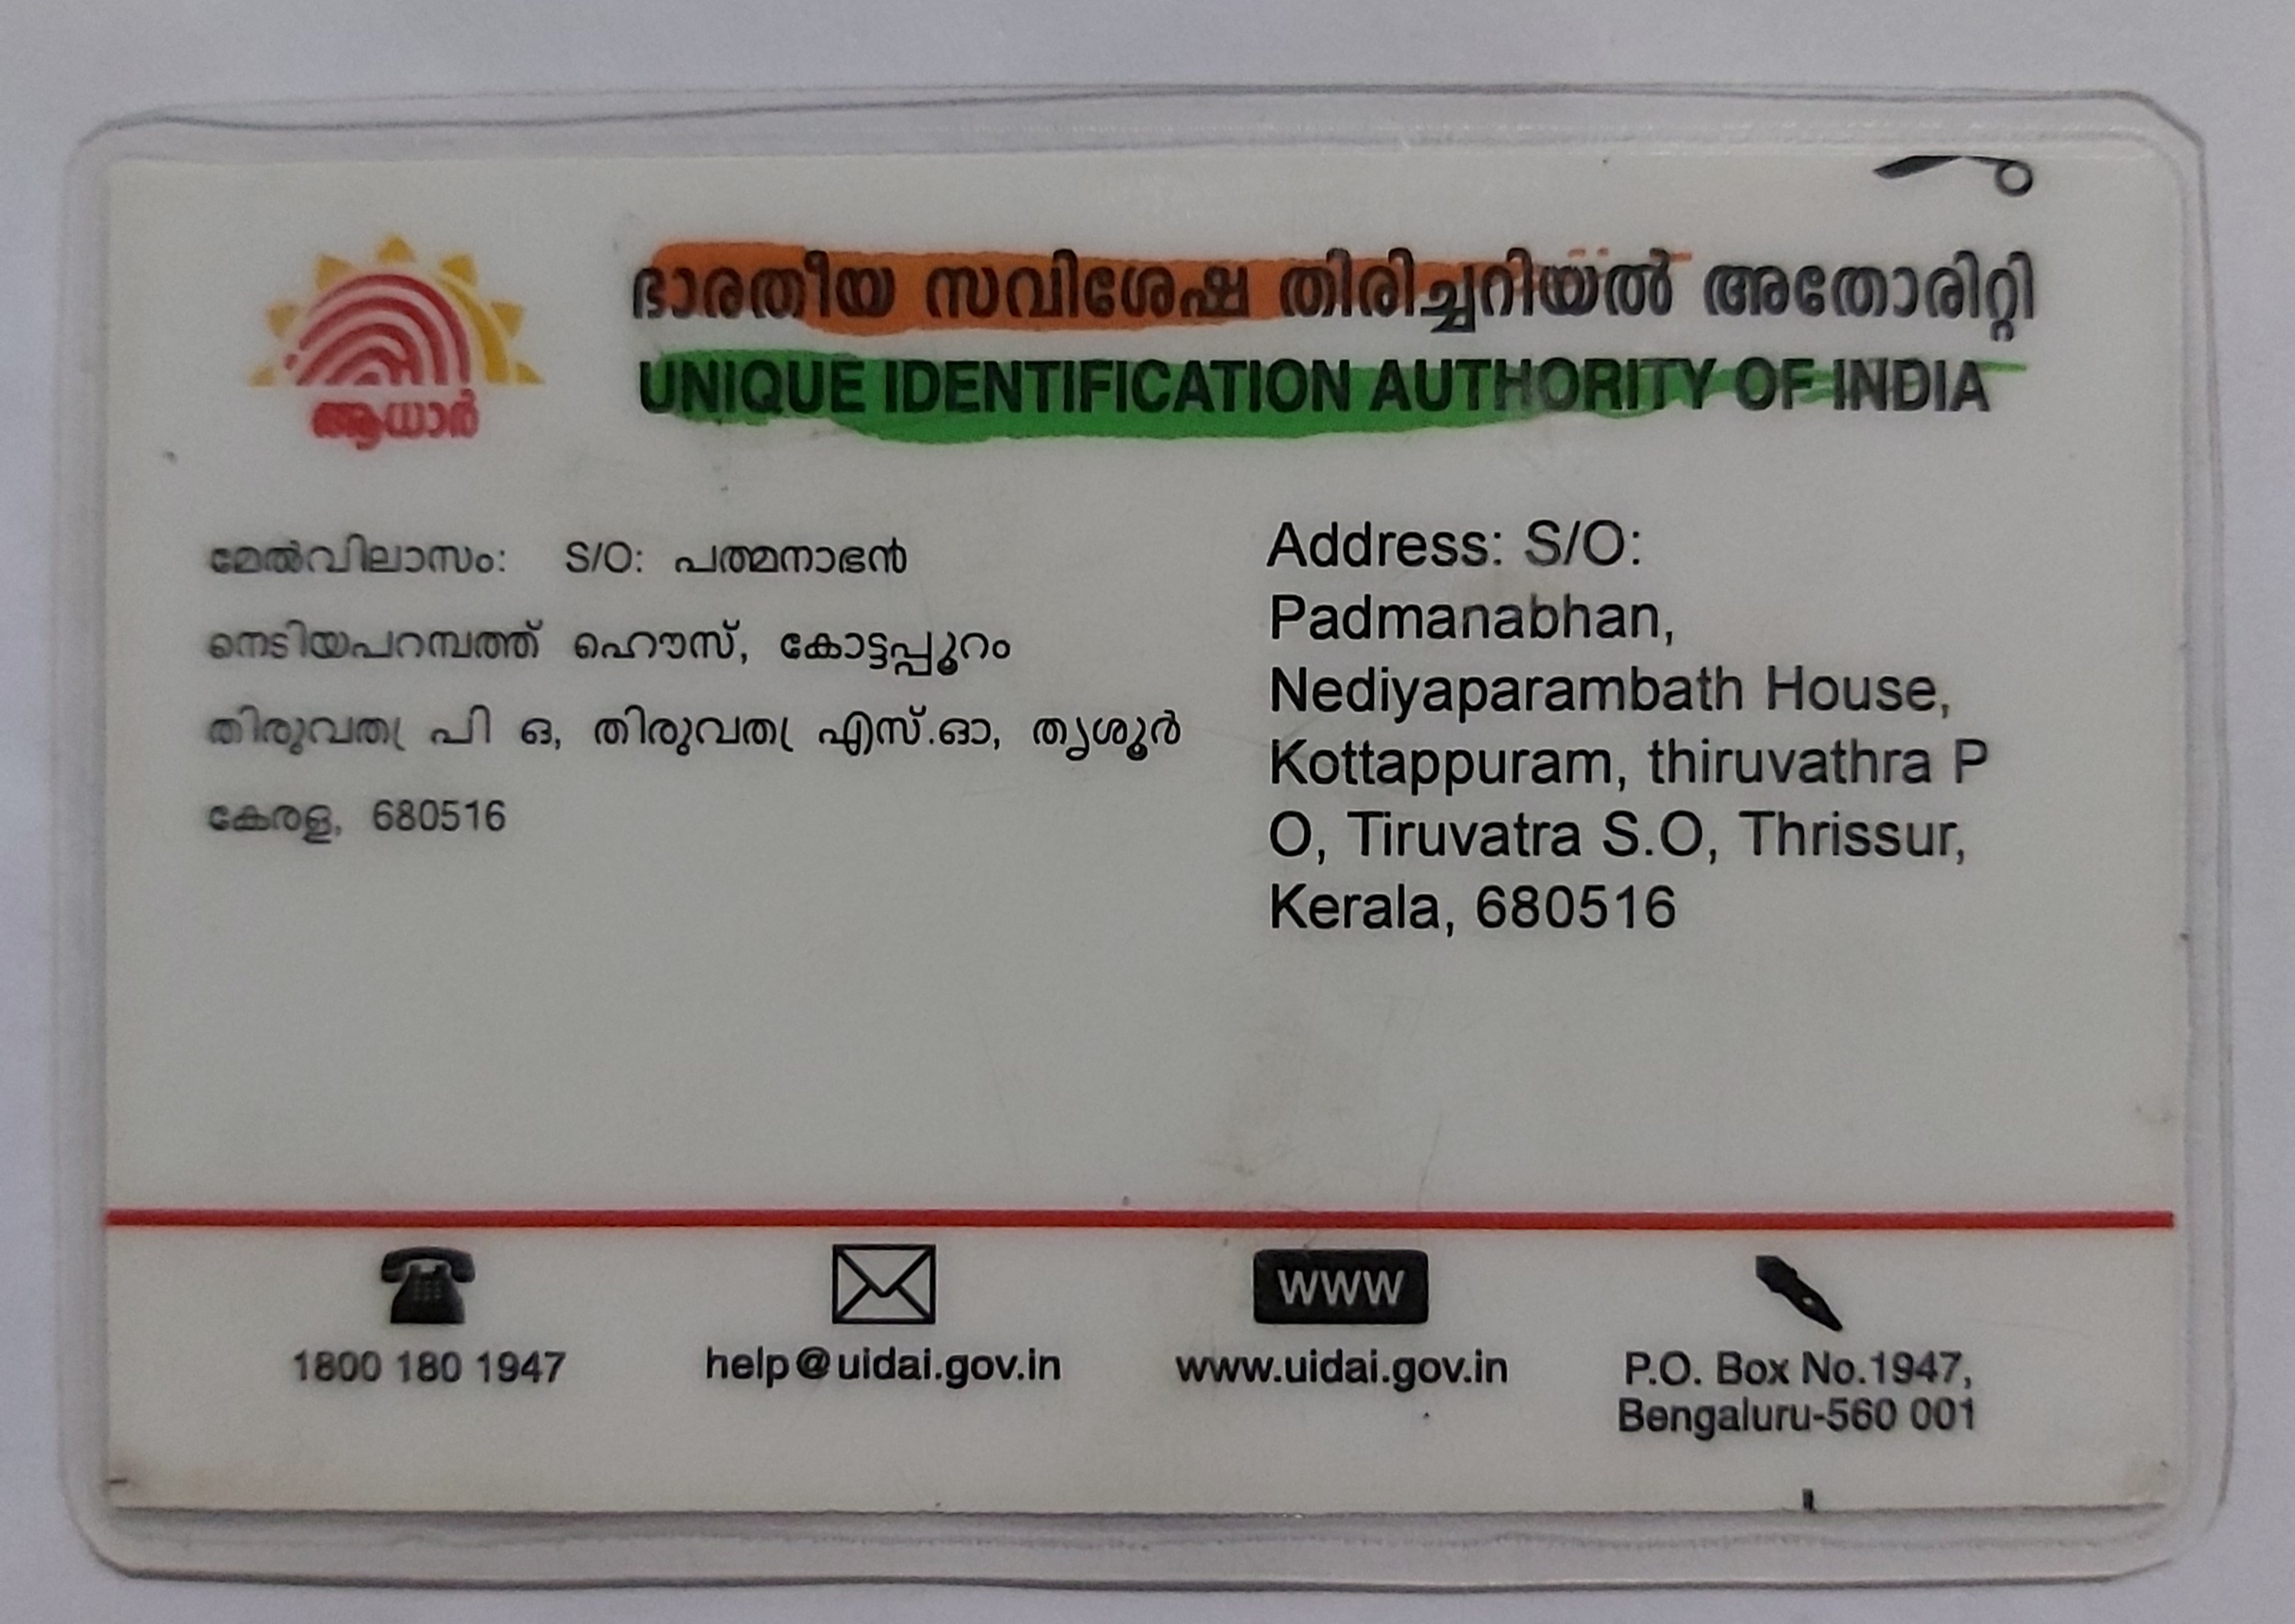 ഭാരതീയ സവിശേഷ തിരിച്ചറിയൽ അതോരിറ്റി
UNIQUE IDENTIFICATION AUTHORITY OF INDIA
ആധാർ
മേൽവിലാസം: S/O: പത്മനാഭൻ
നെടിയപറമ്പത്ത് ഹൌസ്, കോട്ടപ്പൂറം
തിരുവത്ര പി ഒ, തിരുവത്ര എസ്.ഓ, തൃശൂർ
കേരള, 680516
Address: S/O:
Padmanabhan,
Nediyaparambath House,
Kottappuram, thiruvathra P
O, Tiruvatra S.O, Thrissur,
Kerala, 680516
1800 180 1947
help@uidai.gov.in
www
www.uidai.gov.in
P.O. Box No.1947,
Bengaluru-560 001